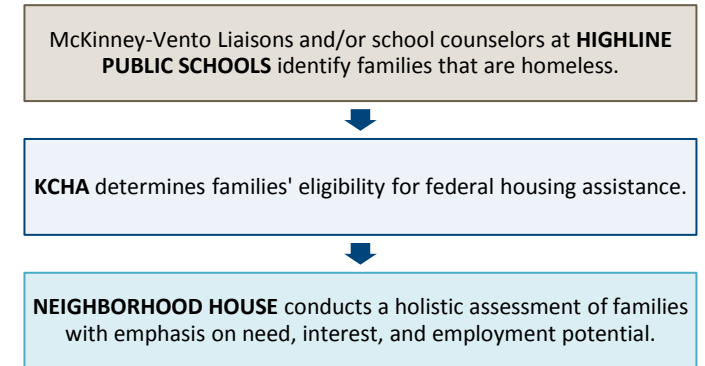 McKinney-Vento Liaisons and/or school counselors at HIGHLINE
PUBLIC SCHOOLS identify families that are homeless.
KCHA determines families' eligibility for federal housing assistance.
NEIGHBORHOOD HOUSE conducts a holistic assessment of families
with emphasis on need, interest, and employment potential.